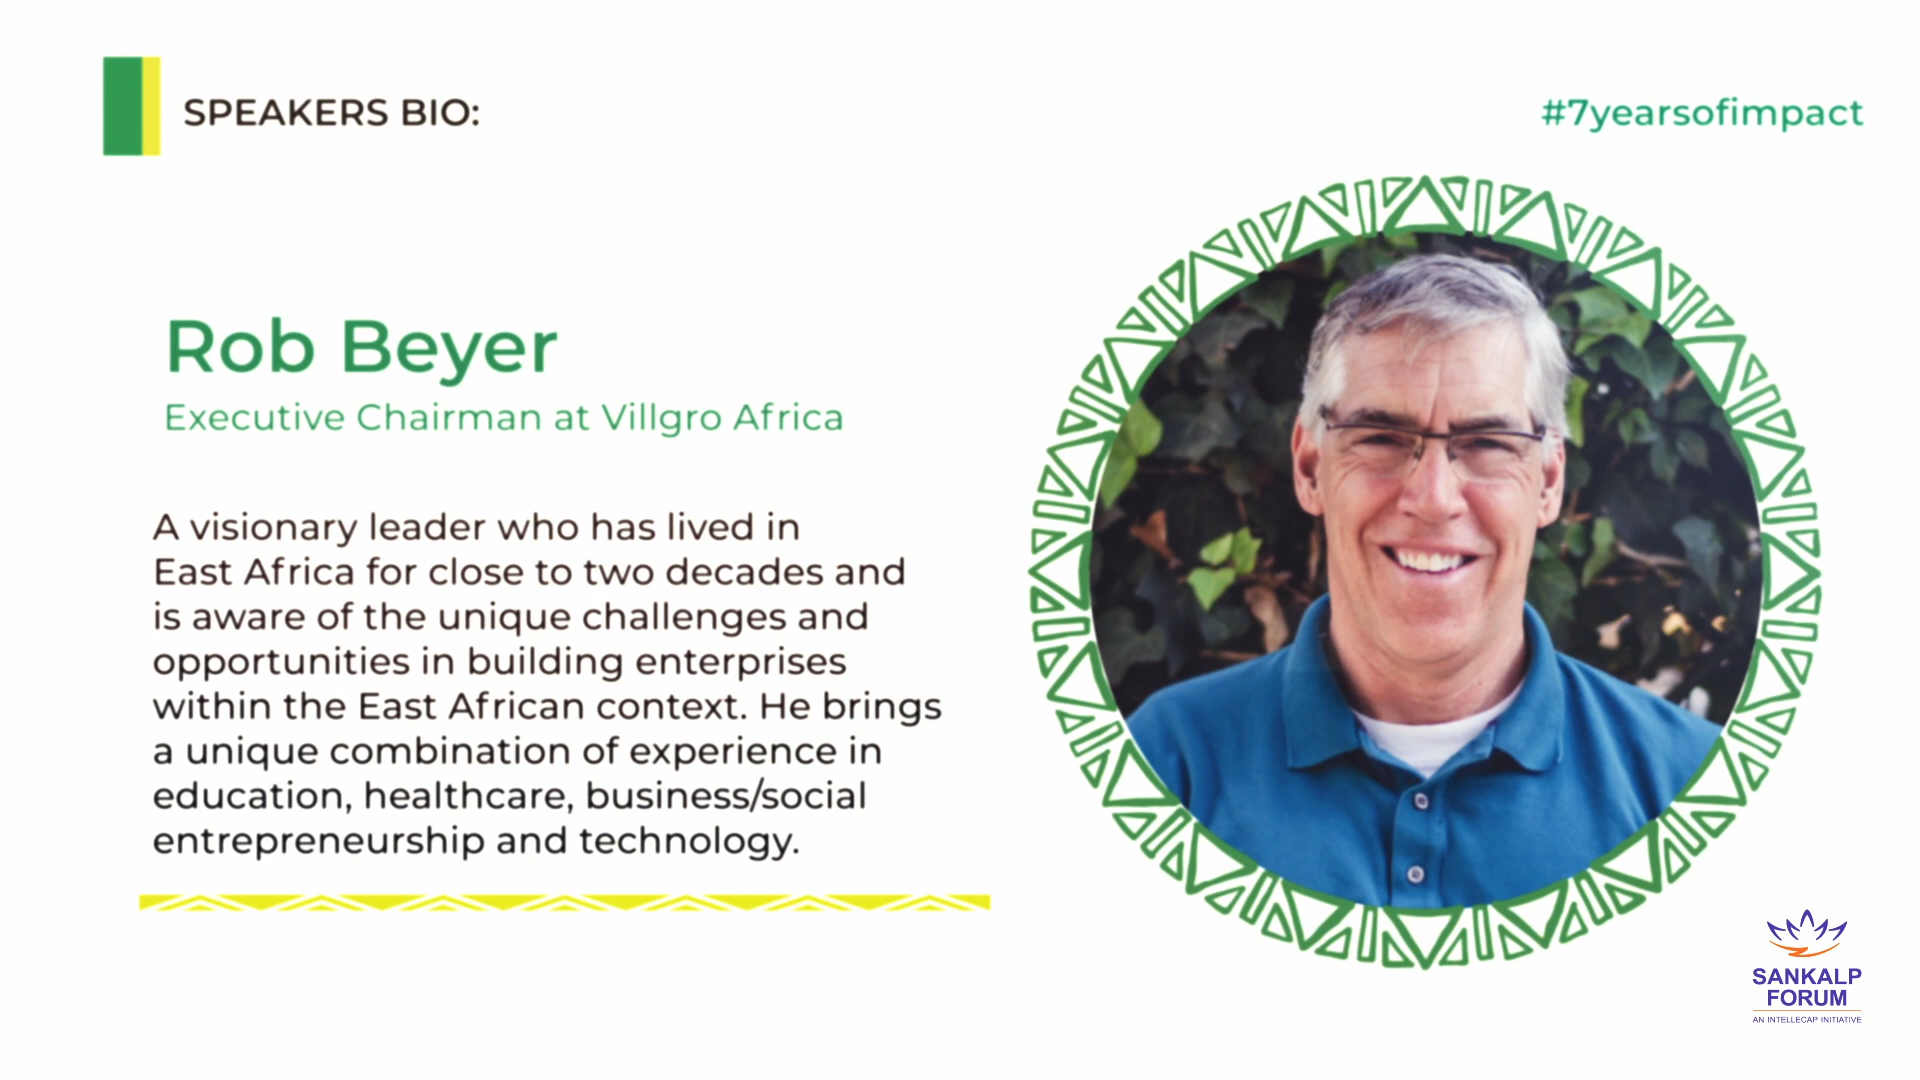 SPEAKERS BIO:
#7yearsofimpact
Rob Beyer
Executive Chairman at Villgro Africa
A visionary leader who has lived in
East Africa for close to two decades and
is aware of the unique challenges and
opportunities in building enterprises
within the East African context. He brings
a unique combination of experience in
education, healthcare, business/social
entrepreneurship and technology.
SANKALP
FORUM
AN INTELLECAP INITIATIVE